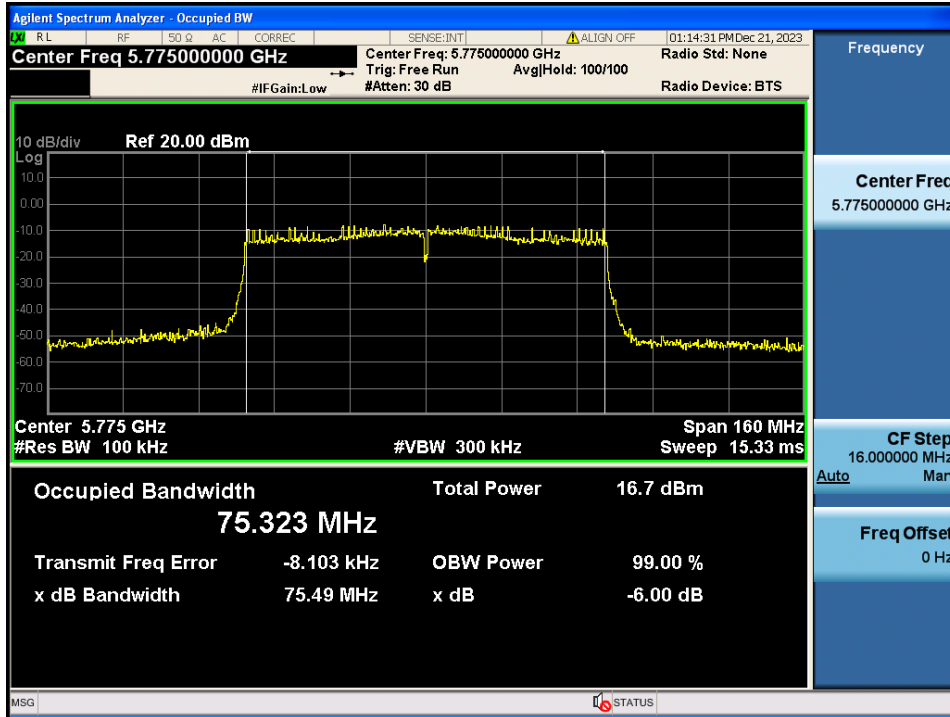 Agilent Spectrum Analyzer - Occupied BW
LXI RL RF 50 Ω AC CORREC SENSE:INT ALIGN OFF 01:14:31 PM Dec 21, 2023
Center Freq 5.775000000 GHz
Center Freq: 5.775000000 GHz
Radio Std: None
Trig: Free Run Avg|Hold: 100/100
#IFGain:Low
#Atten: 30 dB
Radio Device: BTS
10 dB/div Ref 20.00 dBm
Log
10.0
0.00
-10.0
-20.0
-30.0
-40.0
-50.0
-60.0
-70.0
Center 5.775 GHz Span 160 MHz
#Res BW 100 kHz #VBW 300 kHz Sweep 15.33 ms
Occupied Bandwidth Total Power 16.7 dBm
75.323 MHz
Transmit Freq Error -8.103 kHz OBW Power 99.00 %
x dB Bandwidth 75.49 MHz x dB -6.00 dB
MSG STATUS
Frequency
Center Freq
5.775000000 GHz
CF Step
16.000000 MHz
Auto Man
Freq Offset
0 Hz